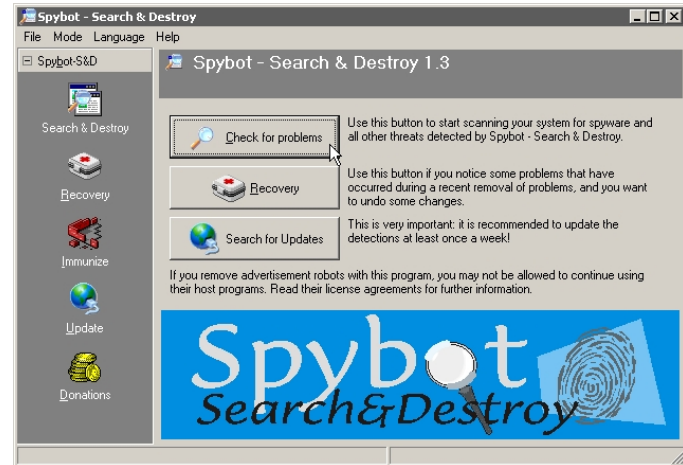 Spybot - Search & Destroy
File Mode Language Help
Spybot-S&D
Search & Destroy
Recovery
Immunize
Update
Donations
Spybot - Search & Destroy 1.3
Check for problems
Use this button to start scanning your system for spyware and
all other threats detected by Spybot - Search & Destroy.
Recovery
Use this button if you notice some problems that have
occurred during a recent removal of problems, and you want
to undo some changes.
Search for Updates
This is very important: it is recommended to update the
detections at least once a week!
If you remove advertisement robots with this program, you may not be allowed to continue using
their host programs. Read their license agreements for further information.
Spybot
Search&Destroy